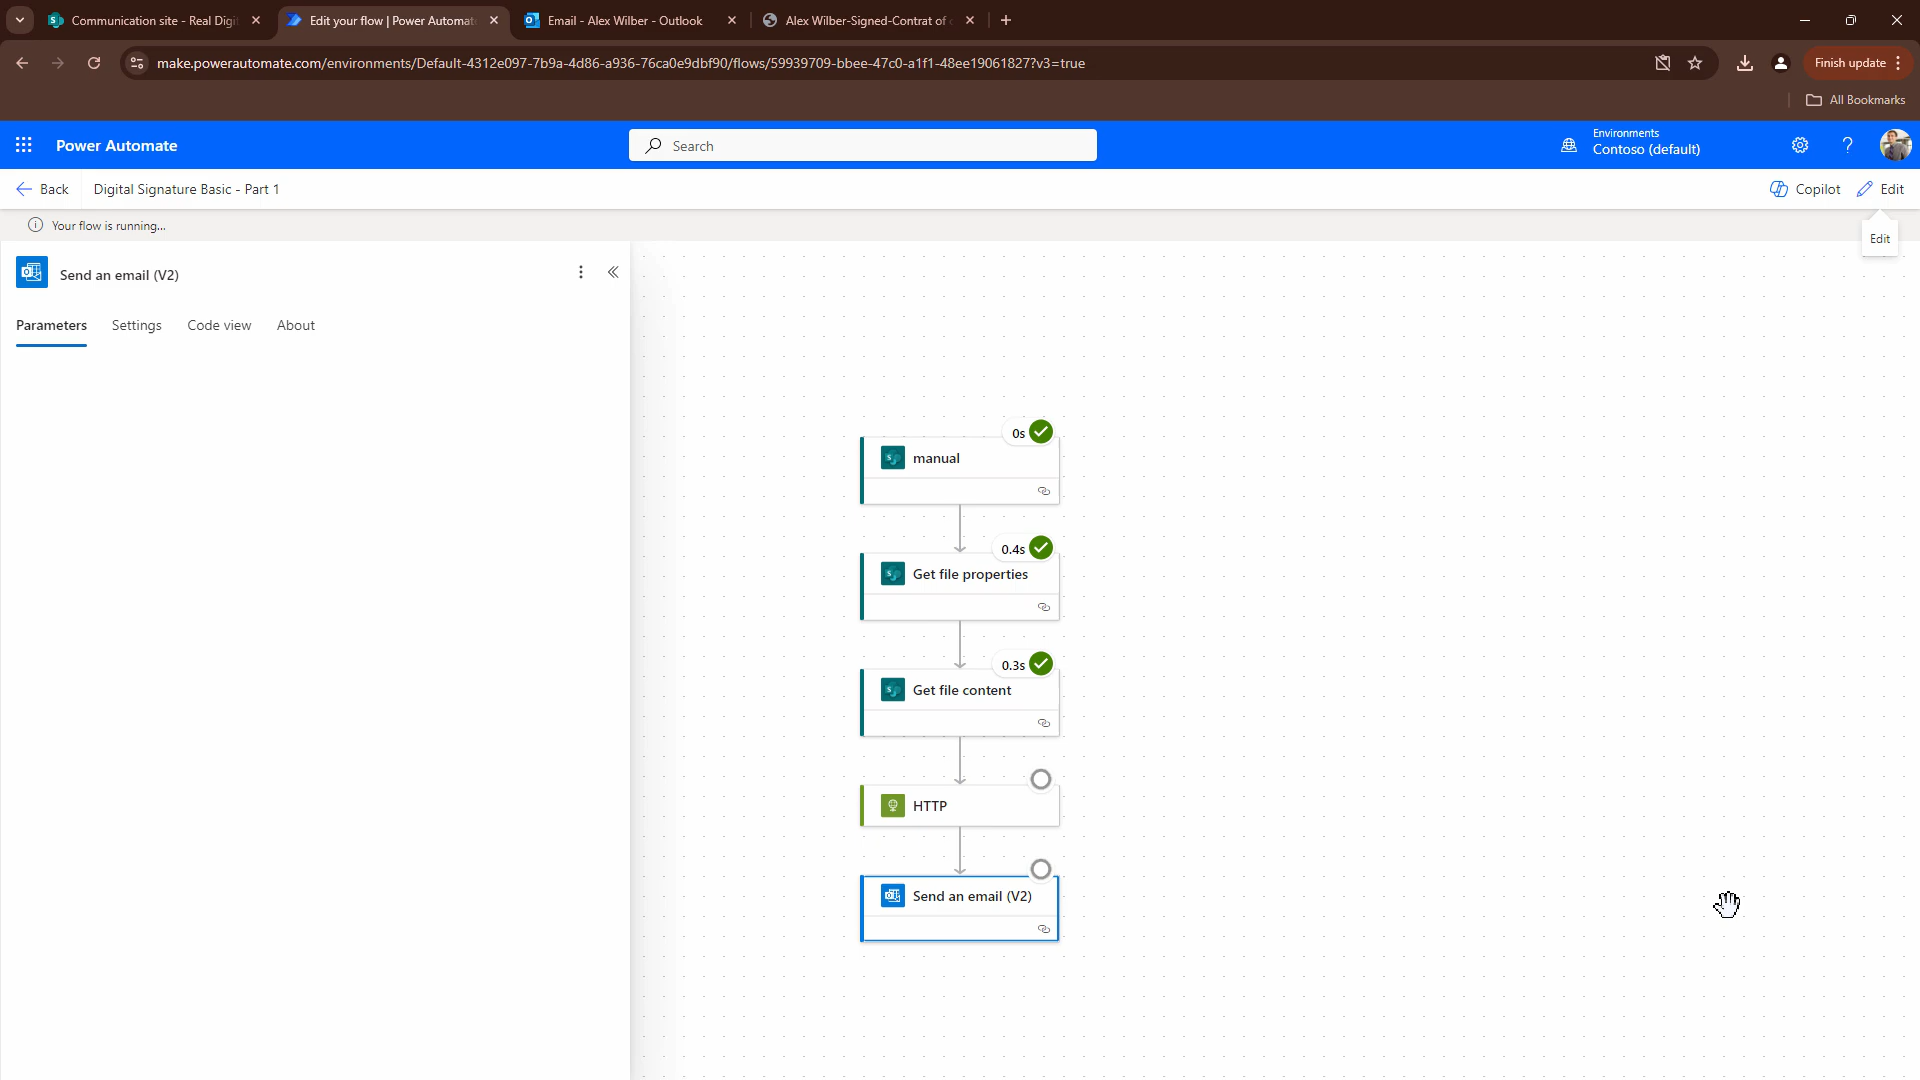 Communication site - Real Digit
Edit your flow | Power Automat
Email - Alex Wilber - Outlook
Alex Wilber-Signed-Contrat of
make.powerautomate.com/environments/Default-4312e097-7b9a-4d86-a936-76ca0e9dbf90/flows/59939709-bbee-47c0-a1f1-48ee19061827?v3=true
Finish update
All Bookmarks
Power Automate
Search
Environments
Contoso (default)
Back
Digital Signature Basic - Part 1
Copilot
Edit
Your flow is running...
Edit
Send an email (V2)
Parameters
Settings
Code view
About
0s
manual
0.4s
Get file properties
0.3s
Get file content
HTTP
Send an email (V2)